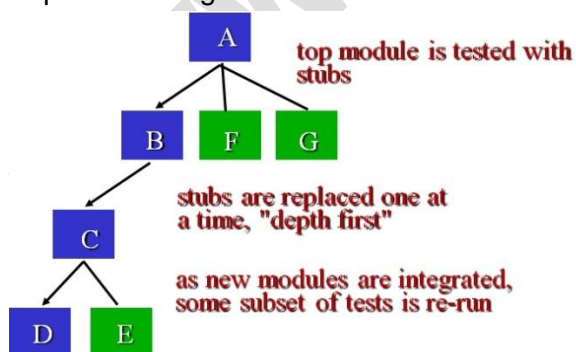 A
top module is tested with
stubs
B
F
G
stubs are replaced one at
a time, "depth first"
C
as new modules are integrated,
some subset of tests is re-run
D
E